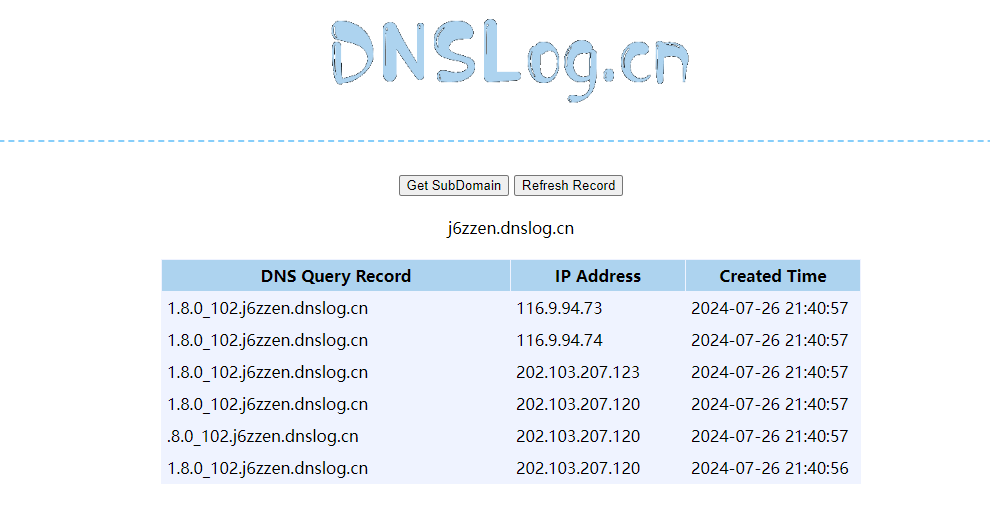 DNSLog.cn
Get SubDomain Refresh Record
j6zzen.dnslog.cn
DNS Query Record IP Address Created Time
1.8.0_102.j6zzen.dnslog.cn 116.9.94.73 2024-07-26 21:40:57
1.8.0_102.j6zzen.dnslog.cn 116.9.94.74 2024-07-26 21:40:57
1.8.0_102.j6zzen.dnslog.cn 202.103.207.123 2024-07-26 21:40:57
1.8.0_102.j6zzen.dnslog.cn 202.103.207.120 2024-07-26 21:40:57
.8.0_102.j6zzen.dnslog.cn 202.103.207.120 2024-07-26 21:40:57
1.8.0_102.j6zzen.dnslog.cn 202.103.207.120 2024-07-26 21:40:56